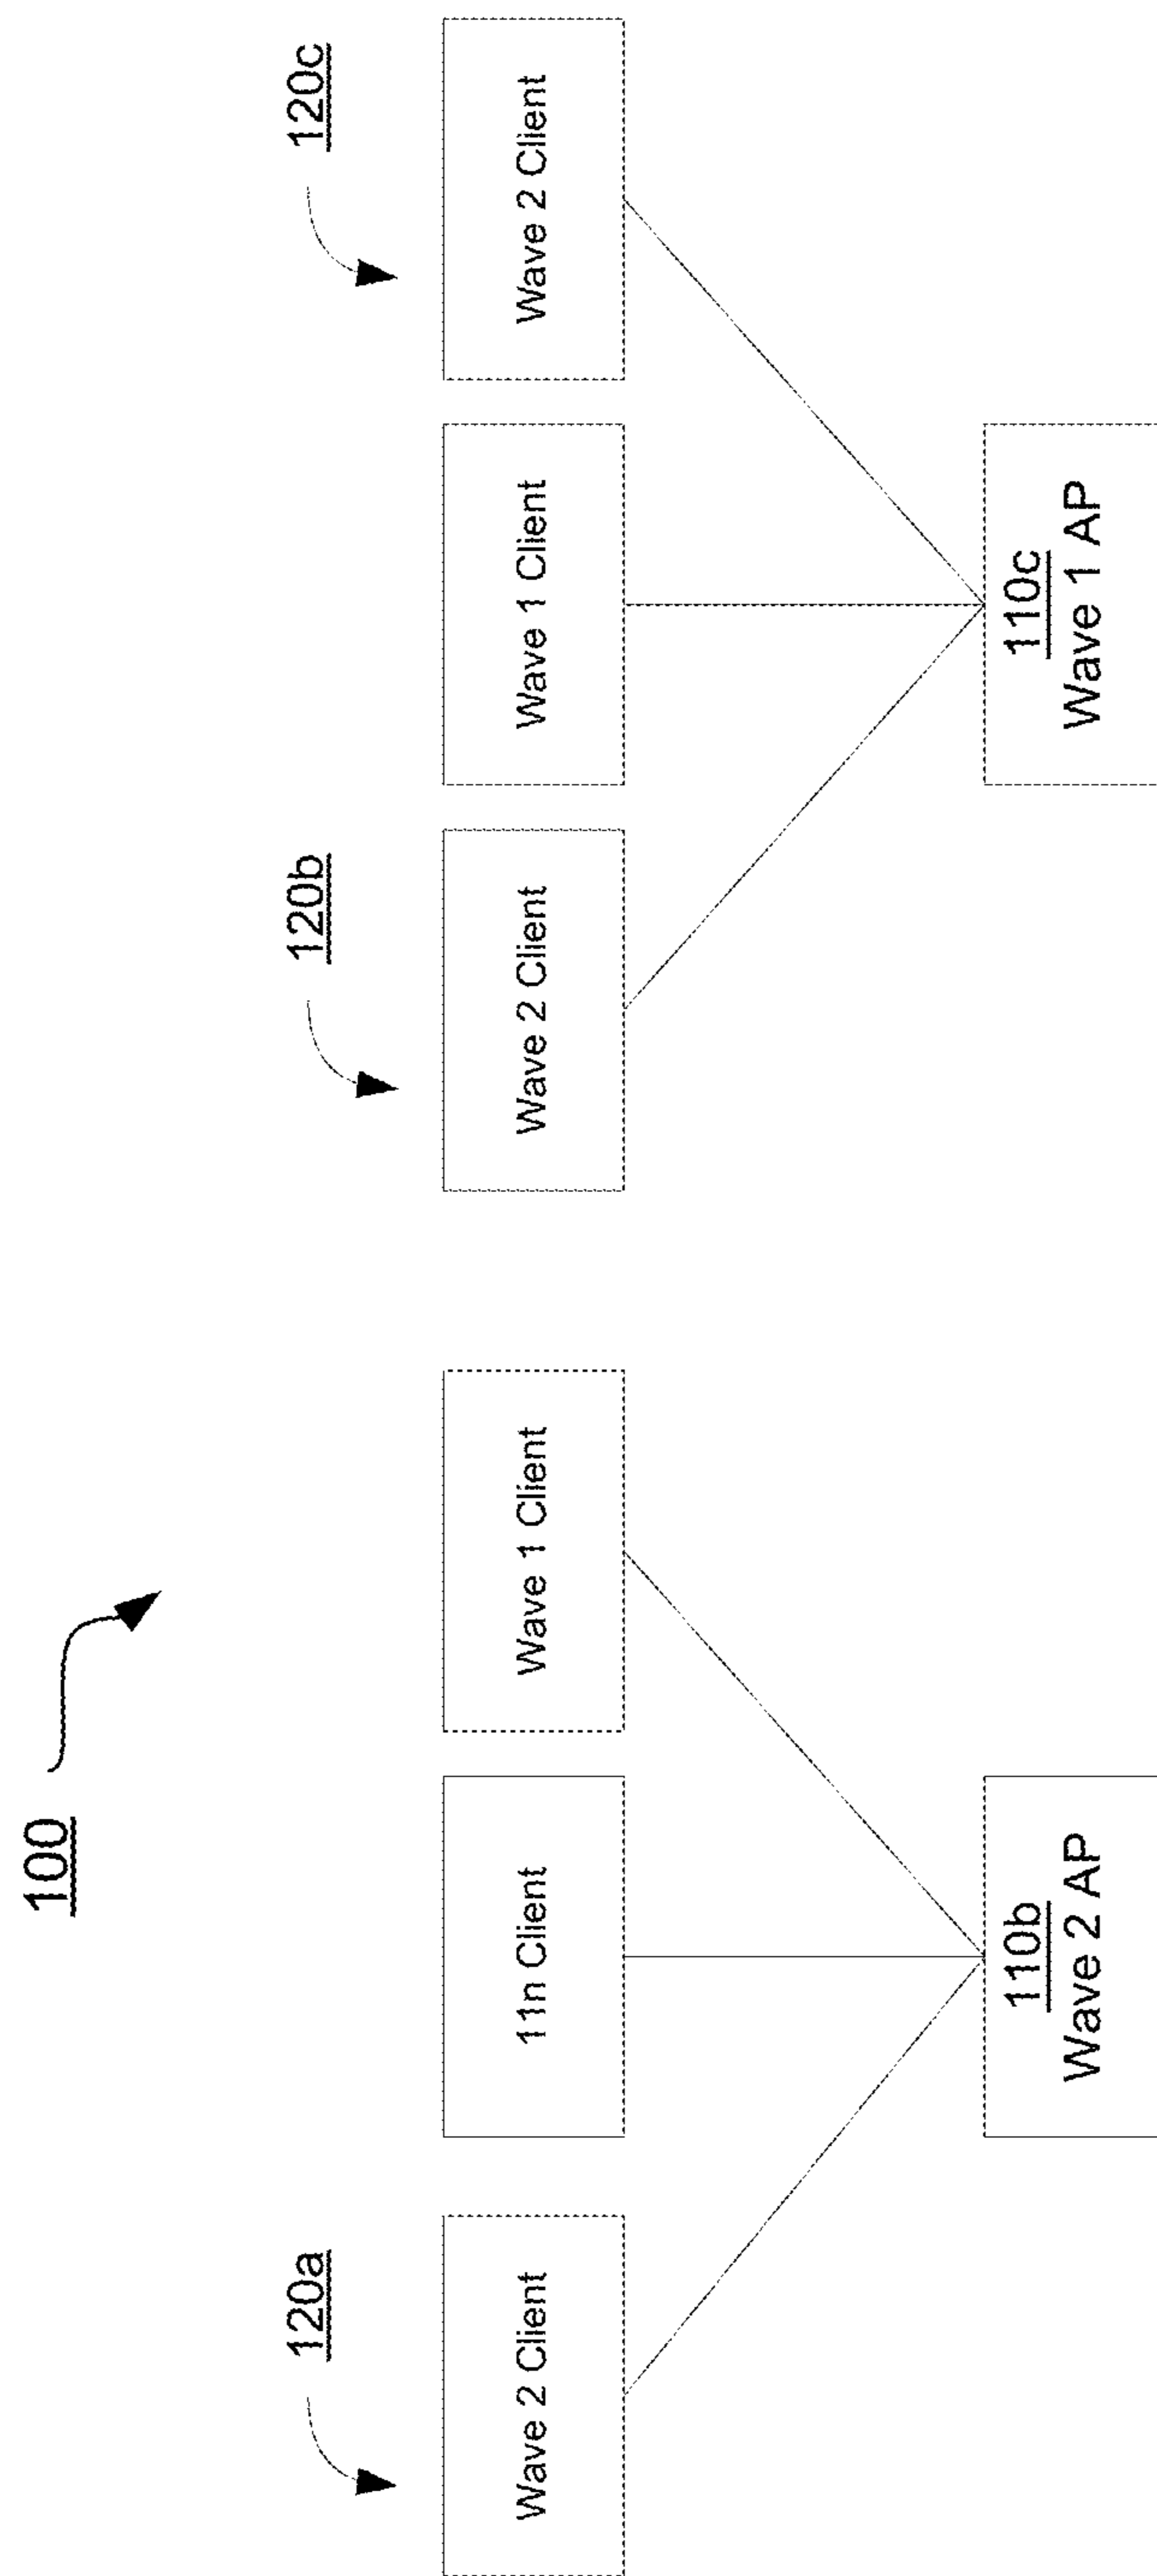 100
120a
120b
120c
Wave 2 Client
11n Client
Wave 1 Client
Wave 2 Client
Wave 1 Client
Wave 2 Client
110b
Wave 2 AP
110c
Wave 1 AP